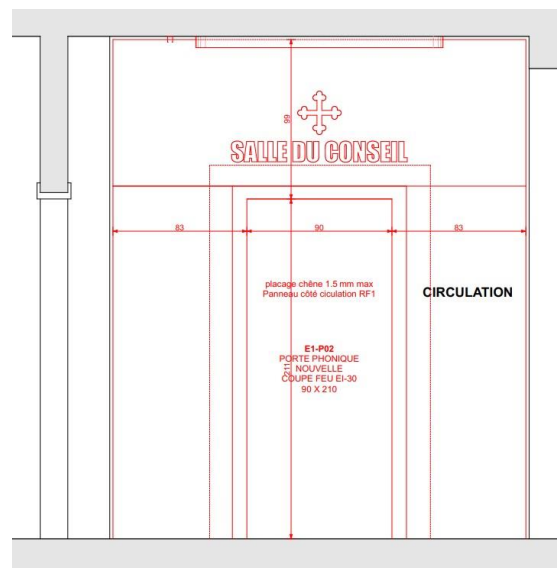 99
SALLE DU CONSEIL
83
90
83
placage chêne 1.5 mm max
Panneau côté ciculation RF1
CIRCULATION
E1-P02
PORTE PHONIQUE
NOUVELLE
211
COUPE FEU EI-30
90 X 210